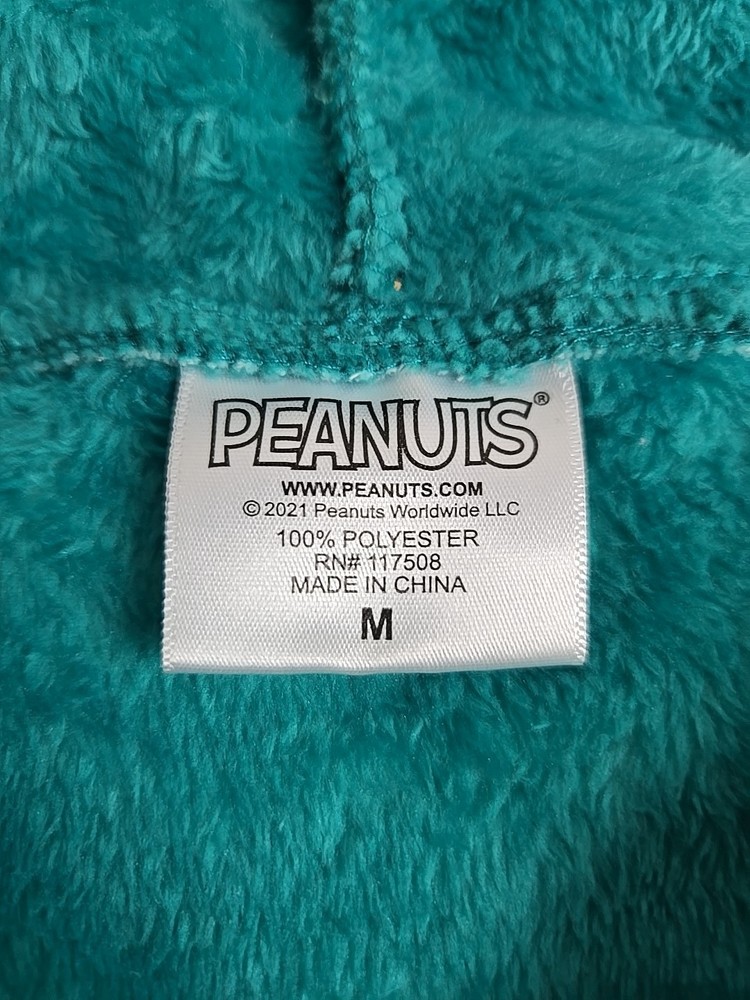 PEANUTS®
WWW.PEANUTS.COM
© 2021 Peanuts Worldwide LLC
100% POLYESTER
RN# 117508
MADE IN CHINA
M